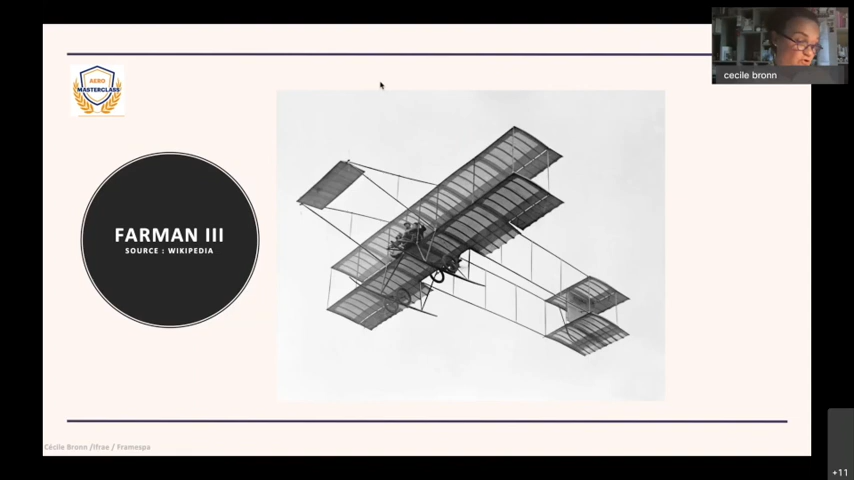 AERO
MASTERCLASS
FARMAN III
SOURCE : WIKIPEDIA
cecile bronn
Cécile Bronn /Ifrae / Framespa
+11